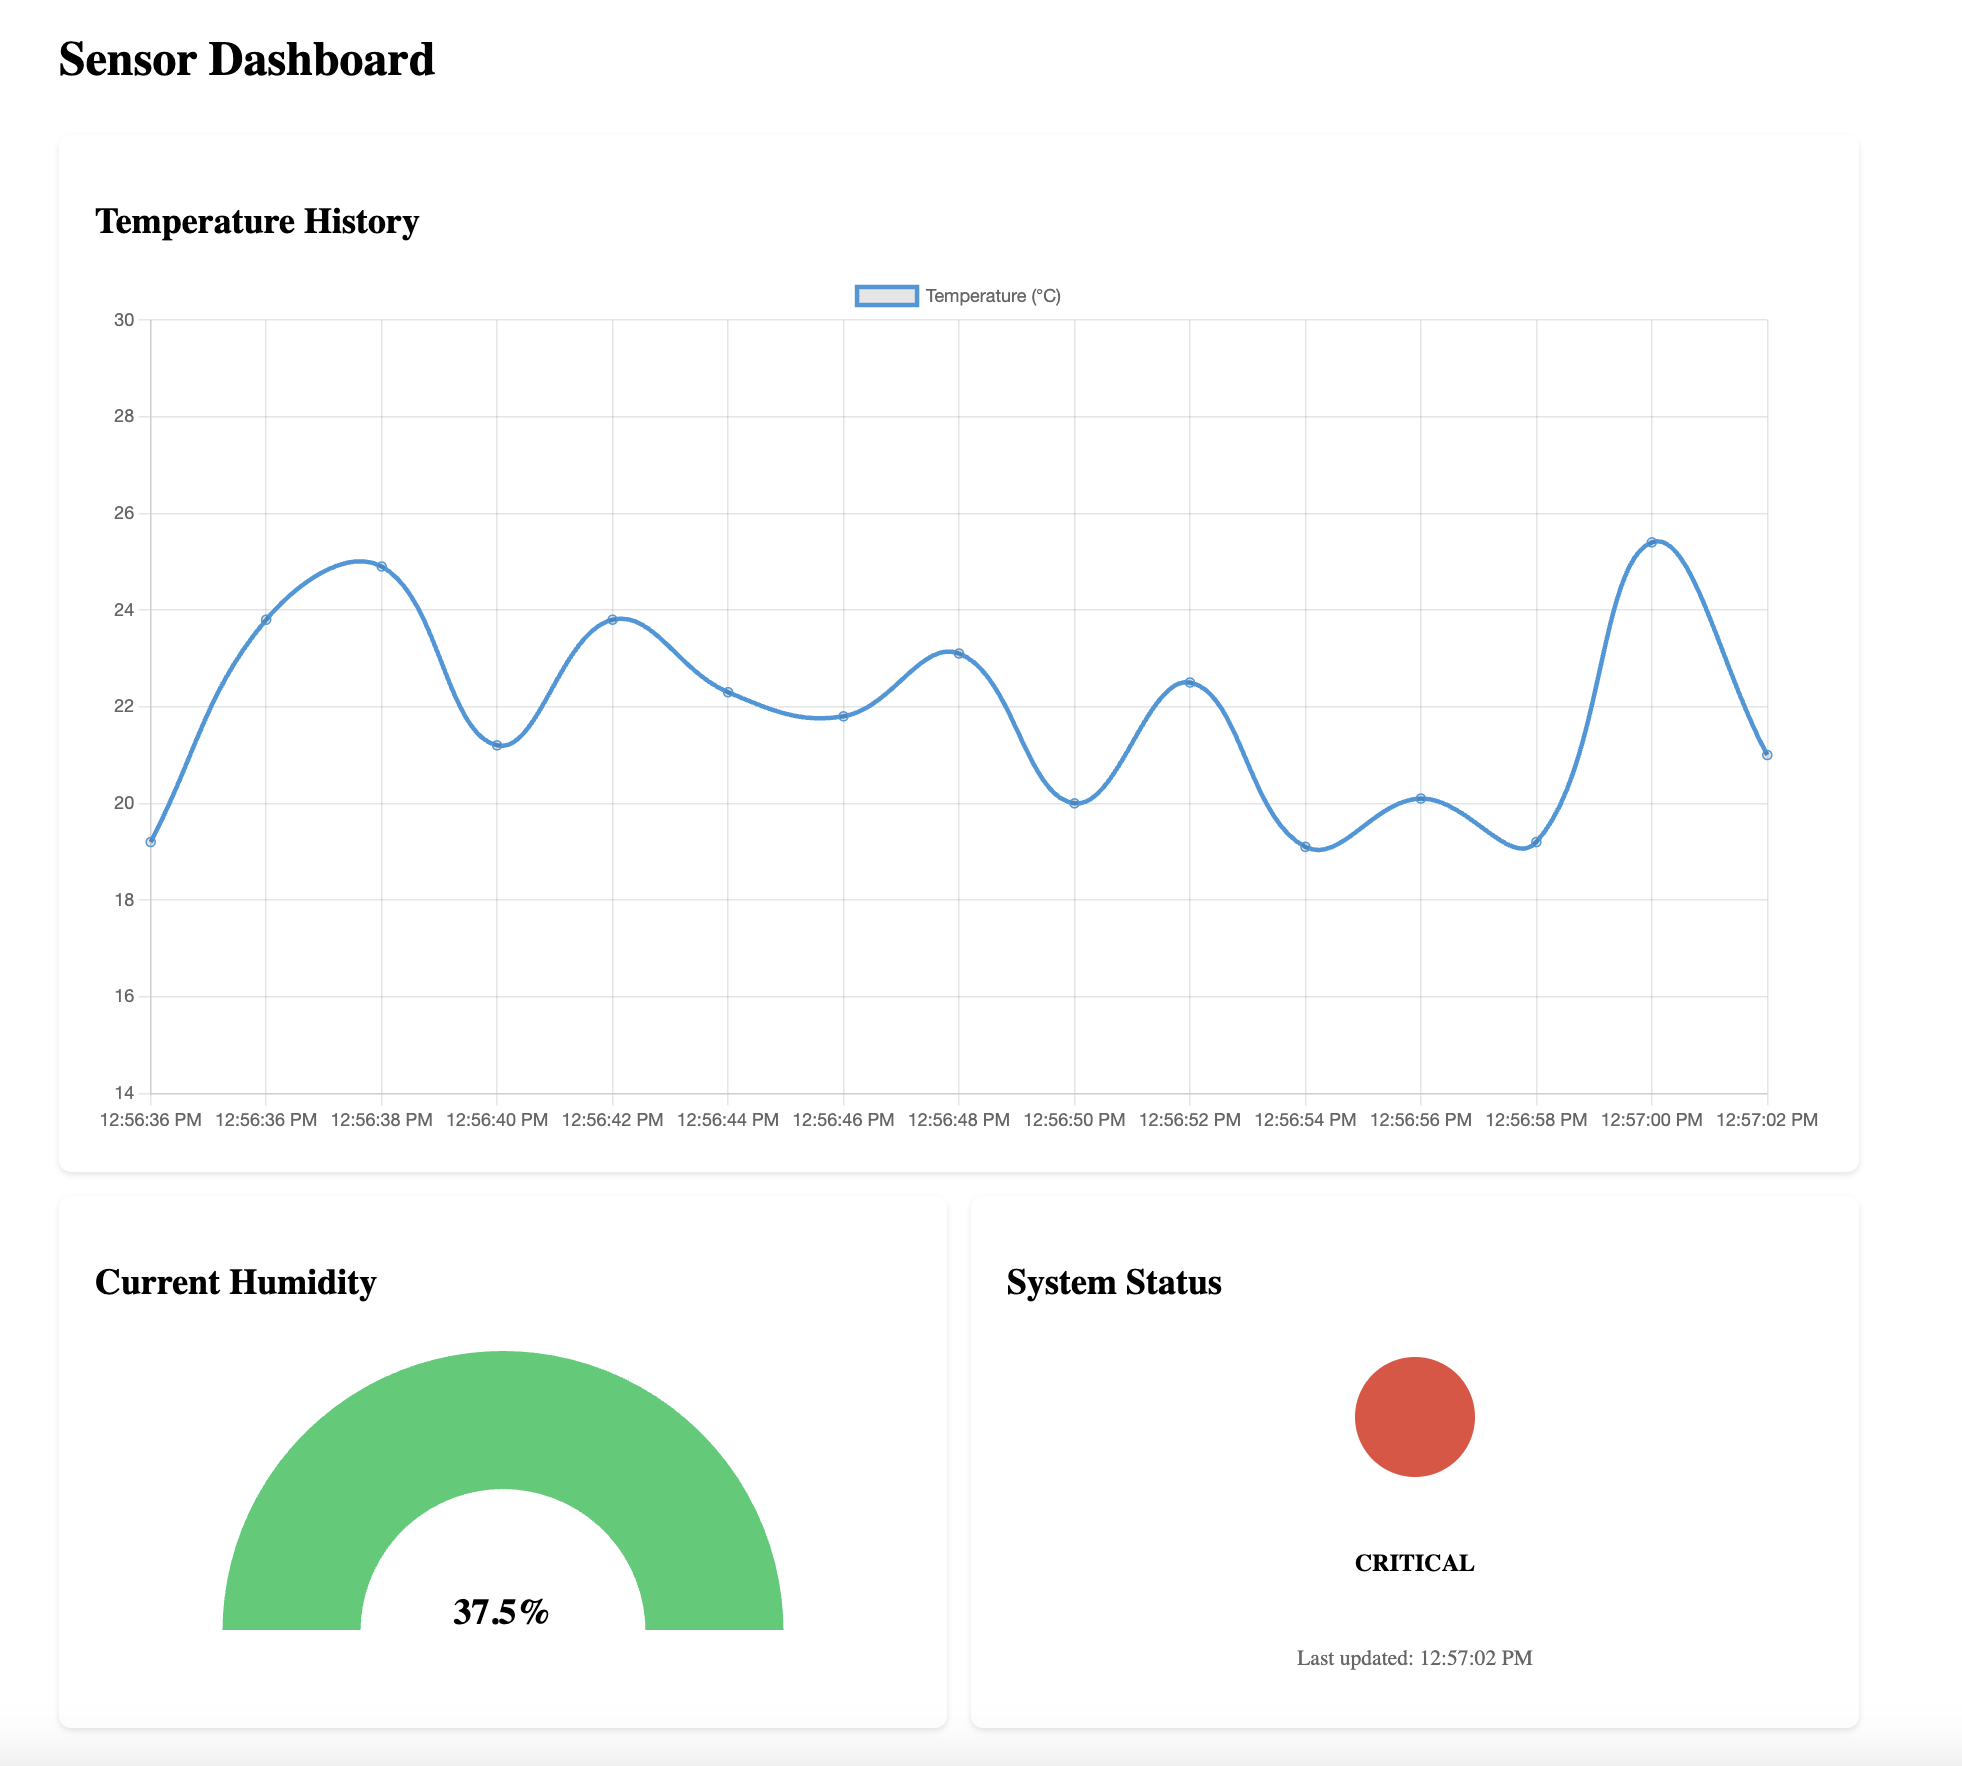 Sensor Dashboard
Temperature History
Temperature (°C)
30
28
26
24
22
20
18
16
14
12:56:36 PM 12:56:36 PM 12:56:38 PM 12:56:40 PM 12:56:42 PM 12:56:44 PM 12:56:46 PM 12:56:48 PM 12:56:50 PM 12:56:52 PM 12:56:54 PM 12:56:56 PM 12:56:58 PM 12:57:00 PM 12:57:02 PM
Current Humidity
37.5%
System Status
CRITICAL
Last updated: 12:57:02 PM